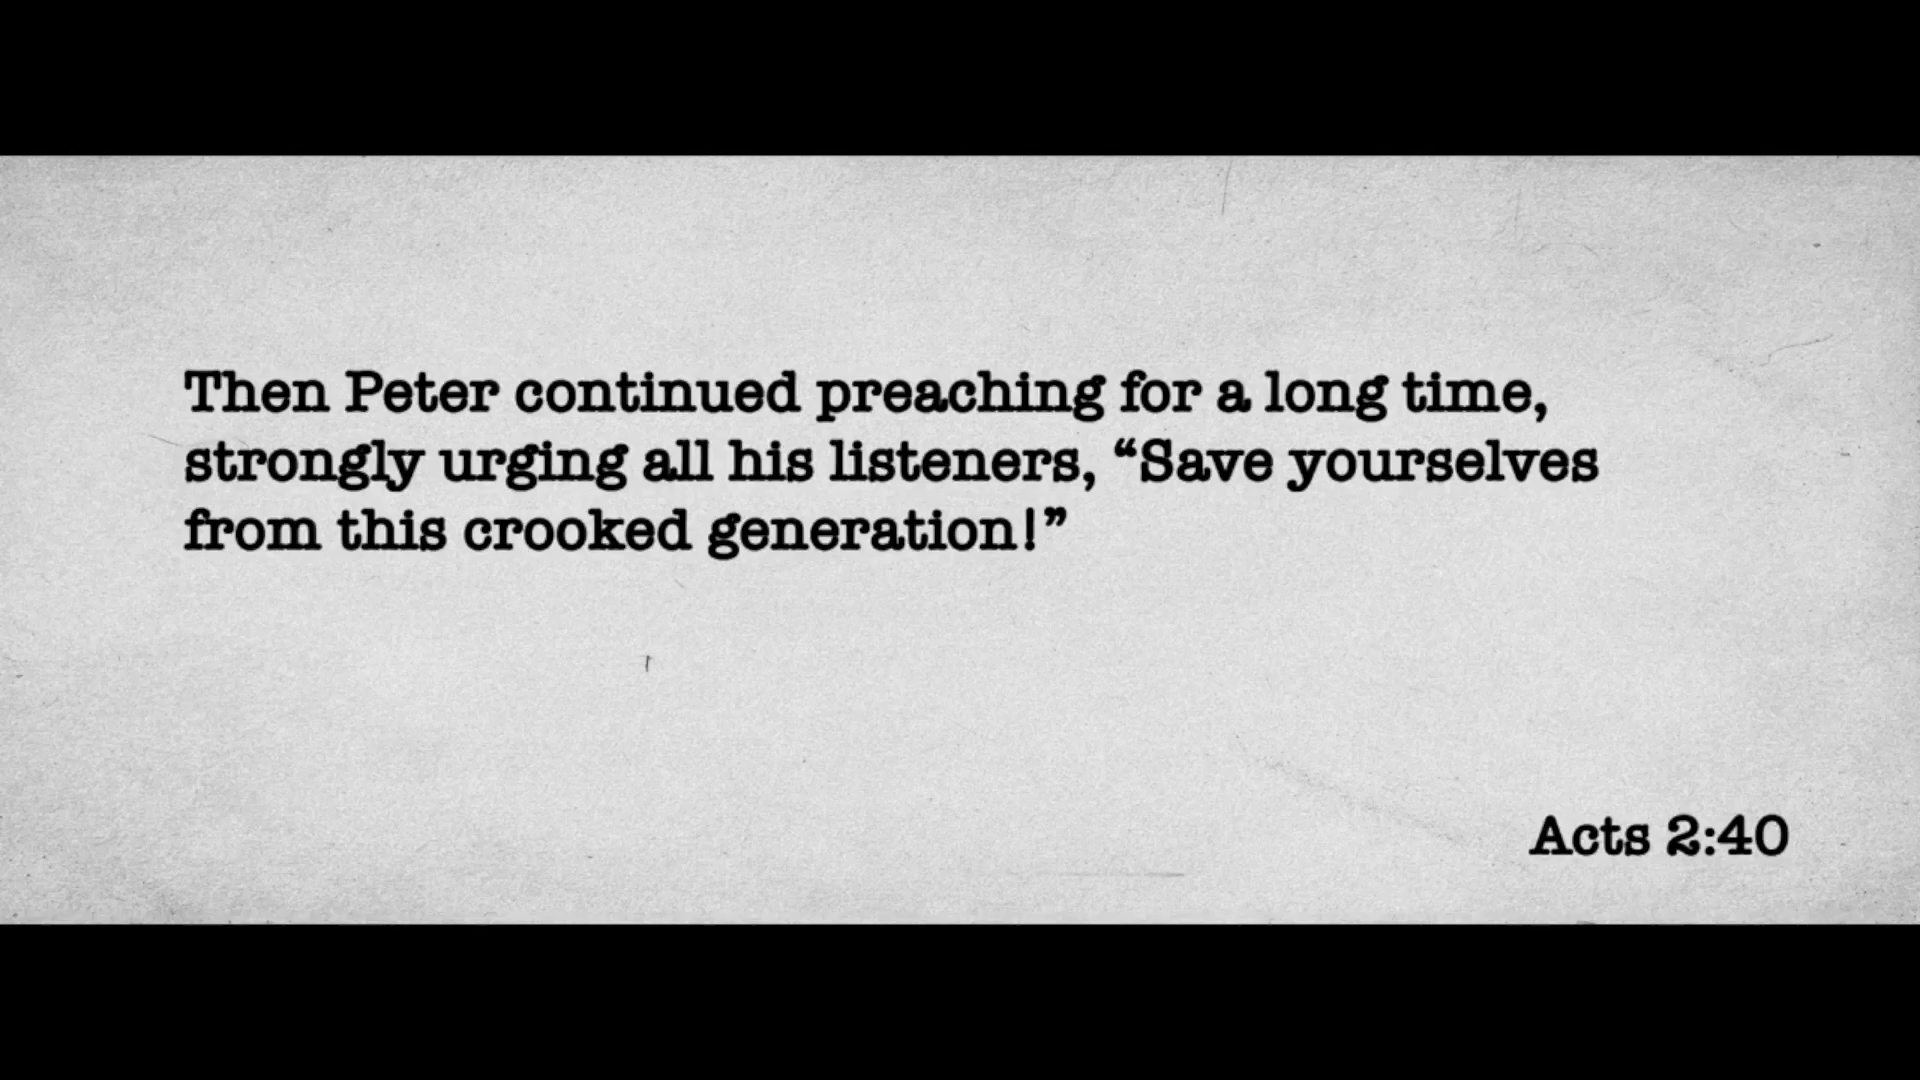 Then Peter continued preaching for a long time,
strongly urging all his listeners, “Save yourselves
from this crooked generation!”
Acts 2:40